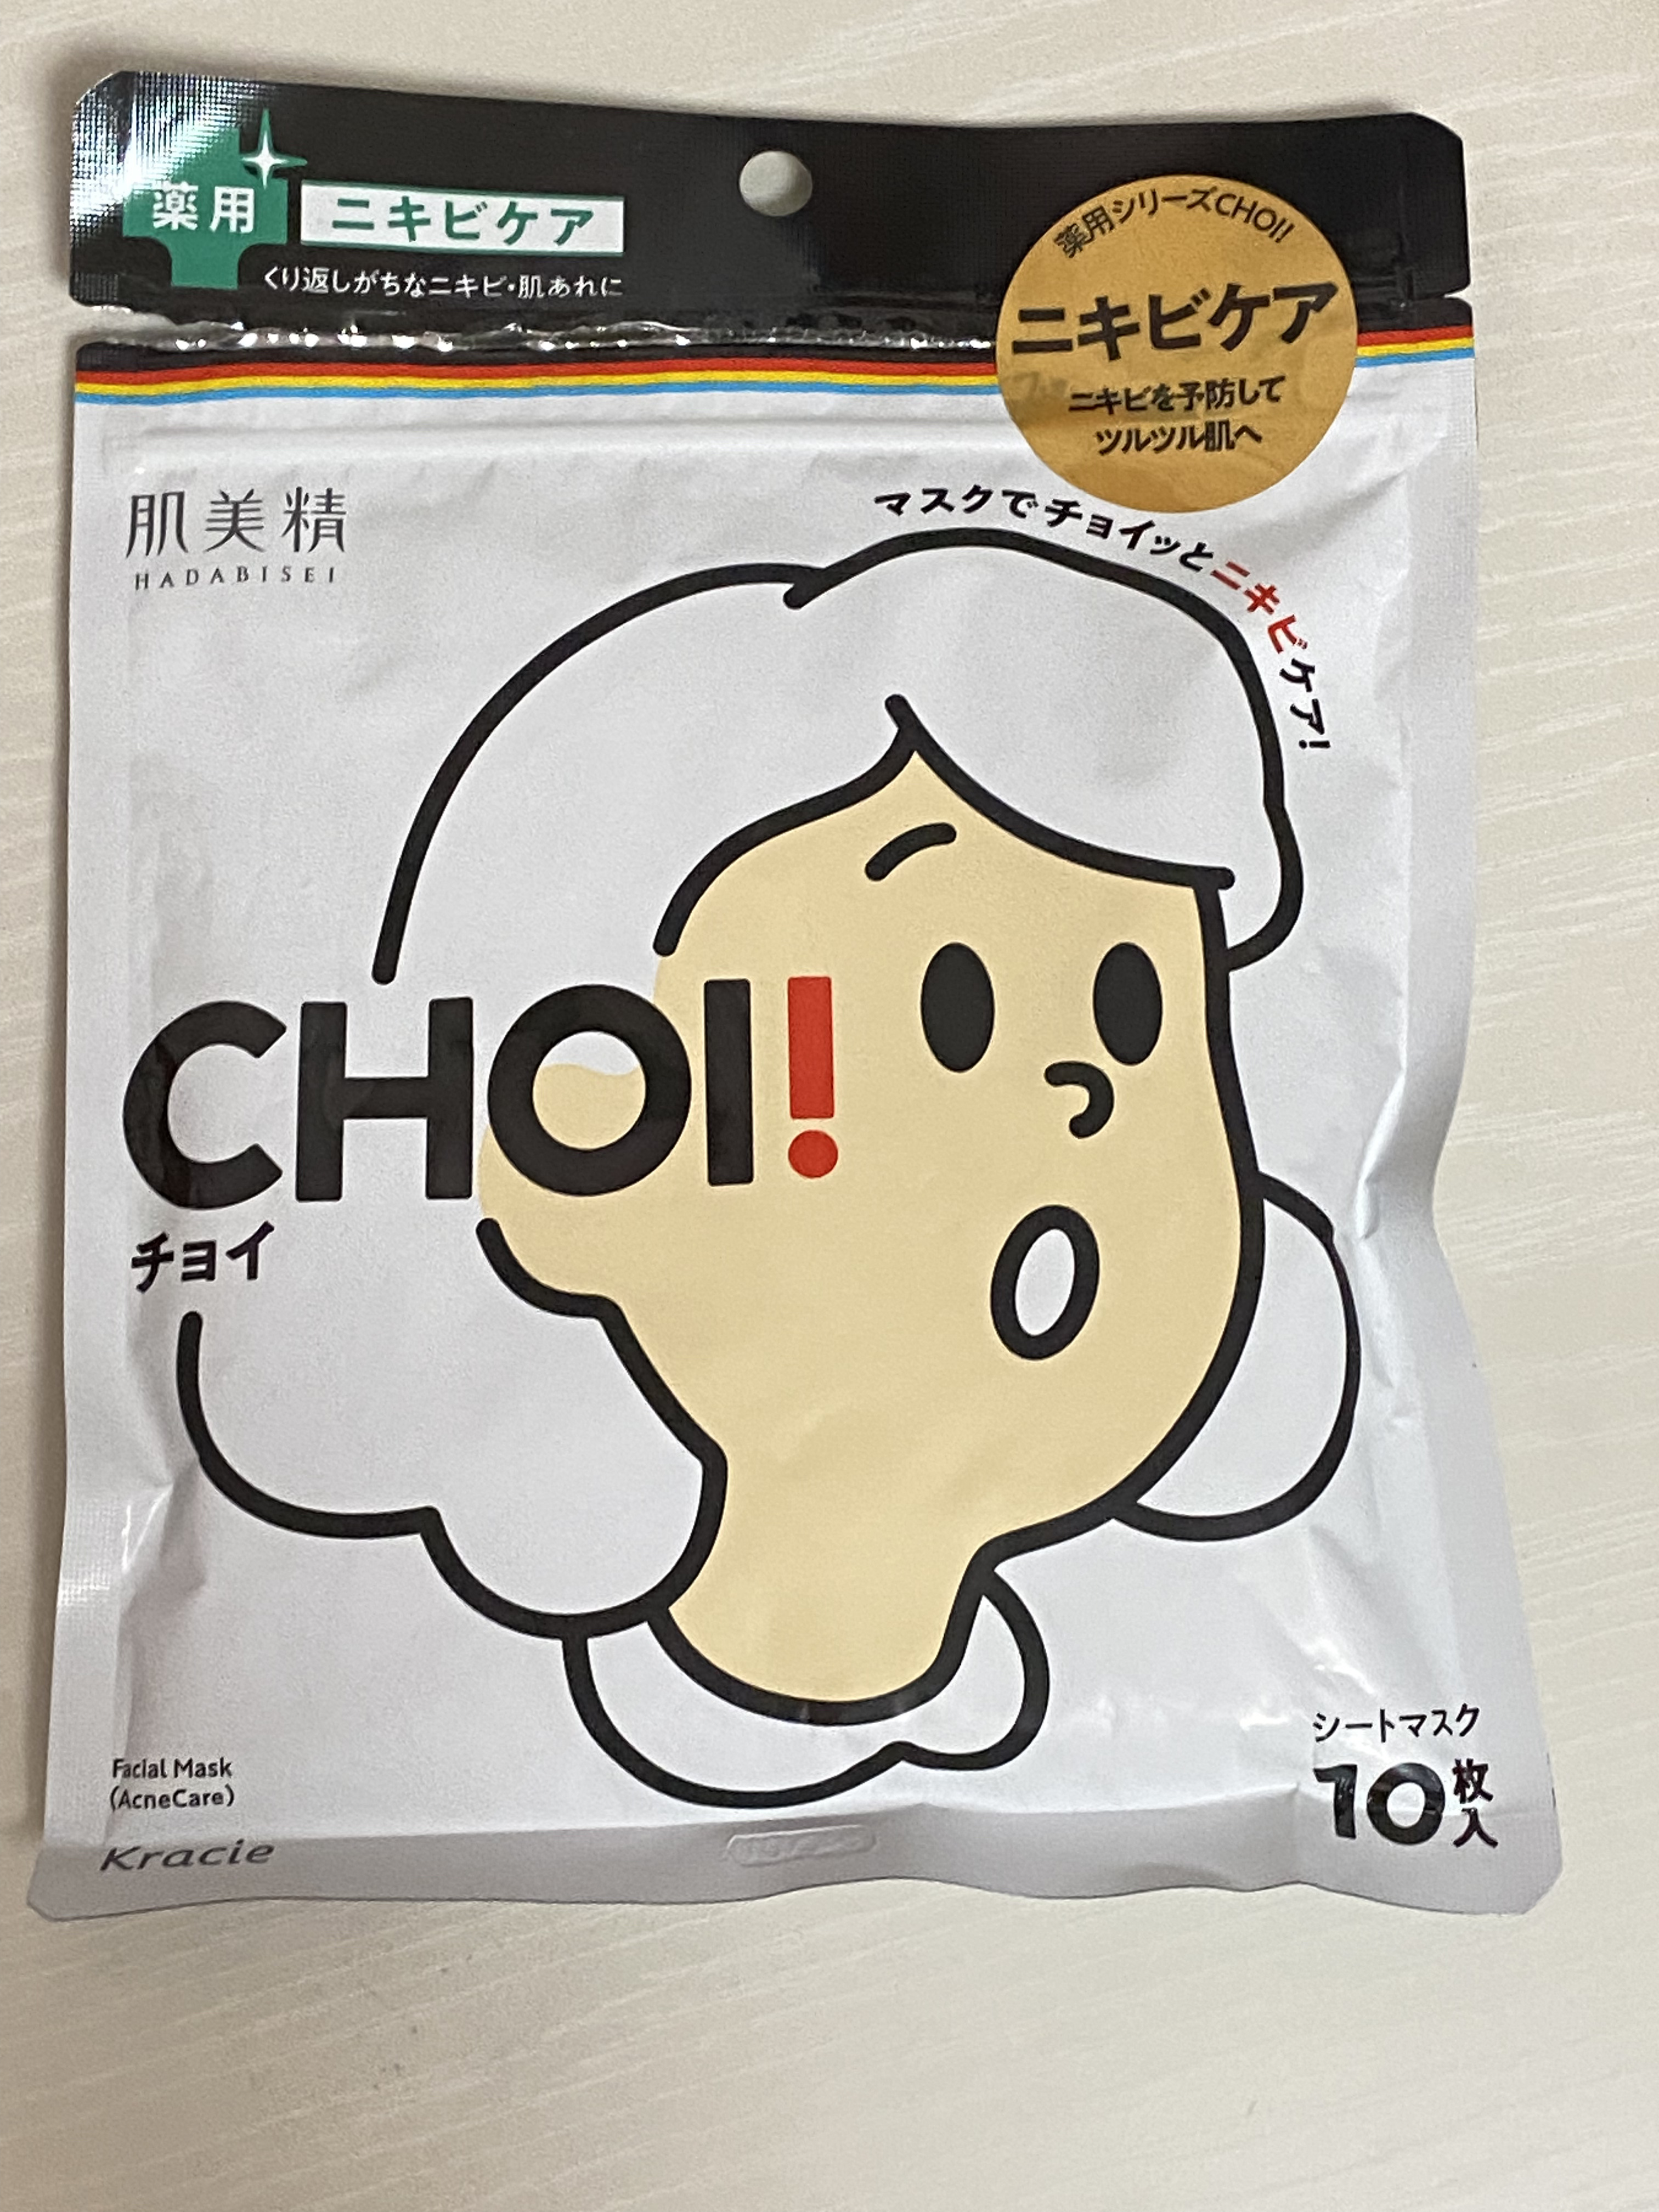 薬用
ニキビケア
くり返しがちなニキビ・肌あれに
薬用シリーズCHOI!
ニキビケア
ニキビを予防して
ツルツル肌へ
肌美精
HADABISEI
マスクでチョイッとニキビケア!
CHOI!
チョイ
シートマスク
10枚入
Facial Mask
(AcneCare)
Kracie